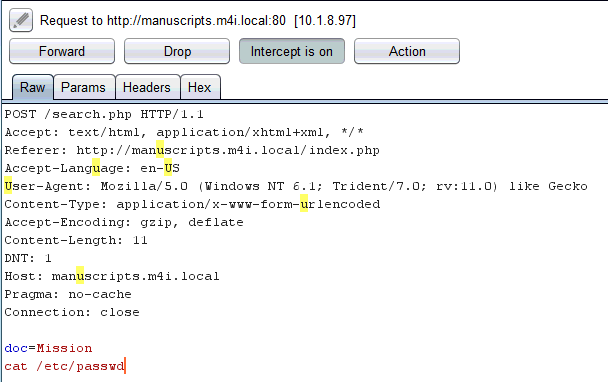 Request to http://manuscripts.m4i.local:80 [10.1.8.97]
Forward Drop Intercept is on Action
Raw Params Headers Hex
POST /search.php HTTP/1.1
Accept: text/html, application/xhtml+xml, */*
Referer: http://manuscripts.m4i.local/index.php
Accept-Language: en-US
User-Agent: Mozilla/5.0 (Windows NT 6.1; Trident/7.0; rv:11.0) like Gecko
Content-Type: application/x-www-form-urlencoded
Accept-Encoding: gzip, deflate
Content-Length: 11
DNT: 1
Host: manuscripts.m4i.local
Pragma: no-cache
Connection: close
doc=Mission
cat /etc/passwd